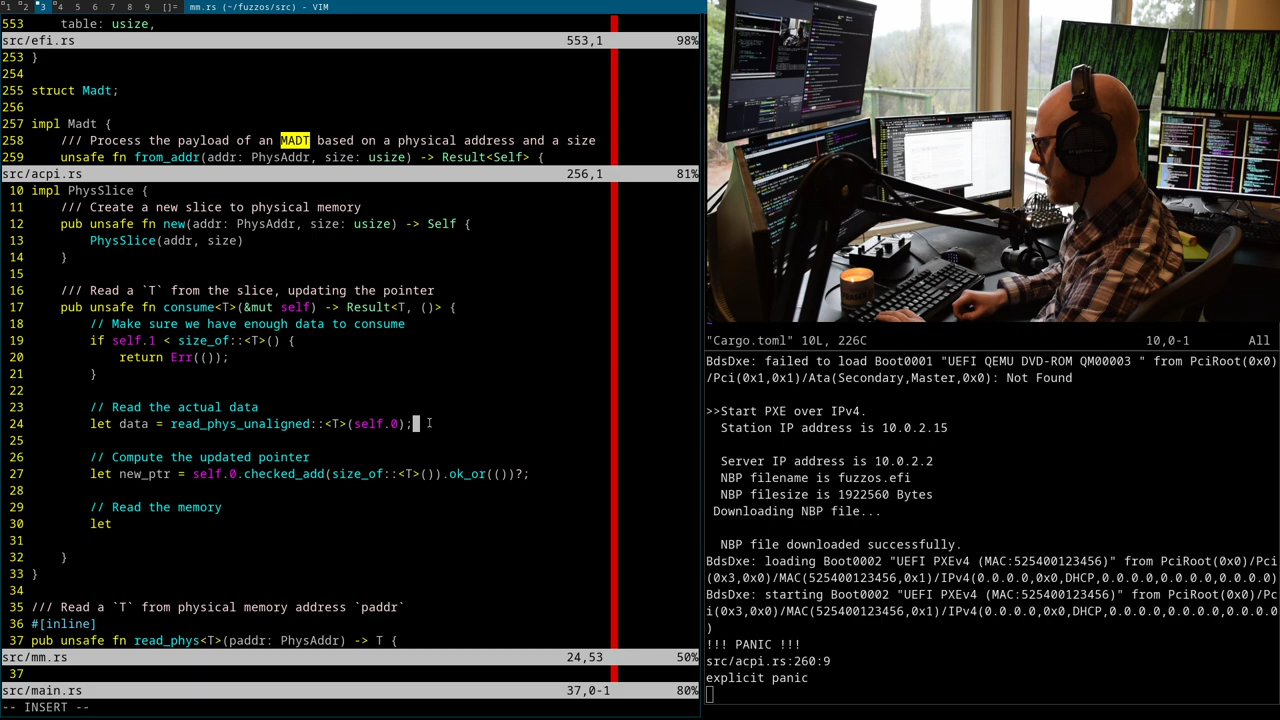 1 2 3 4 5 6 7 8 9 []= mm.rs (~/fuzzos/src) - VIM
553 table: usize,
src/efi.rs 553,1 98%
253 }
254
255 struct Madt;
256
257 impl Madt {
258 /// Process the payload of an MADT based on a physical address and a size
259 unsafe fn from_addr(addr: PhysAddr, size: usize) -> Result<Self> {
src/acpi.rs 256,1 81%
10 impl PhysSlice {
11 /// Create a new slice to physical memory
12 pub unsafe fn new(addr: PhysAddr, size: usize) -> Self {
13 PhysSlice(addr, size)
14 }
15
16 /// Read a `T` from the slice, updating the pointer
17 pub unsafe fn consume<T>(&mut self) -> Result<T, ()> {
18 // Make sure we have enough data to consume
19 if self.1 < size_of::<T>() {
20 return Err(());
21 }
22
23 // Read the actual data
24 let data = read_phys_unaligned::<T>(self.0);
25
26 // Compute the updated pointer
27 let new_ptr = self.0.checked_add(size_of::<T>()).ok_or(())?;
28
29 // Read the memory
30 let
31
32 }
33 }
34
35 /// Read a `T` from physical memory address `paddr`
36 #[inline]
37 pub unsafe fn read_phys<T>(paddr: PhysAddr) -> T {
src/mm.rs 24,53 50%
37
src/main.rs 37,0-1 80%
-- INSERT --
"Cargo.toml" 10L, 226C 10,0-1 All
BdsDxe: failed to load Boot0001 "UEFI QEMU DVD-ROM QM00003 " from PciRoot(0x0)
/Pci(0x1,0x1)/Ata(Secondary,Master,0x0): Not Found
>>Start PXE over IPv4.
Station IP address is 10.0.2.15
Server IP address is 10.0.2.2
NBP filename is fuzzos.efi
NBP filesize is 1922560 Bytes
Downloading NBP file...
NBP file downloaded successfully.
BdsDxe: loading Boot0002 "UEFI PXEv4 (MAC:525400123456)" from PciRoot(0x0)/Pci
(0x3,0x0)/MAC(525400123456,0x1)/IPv4(0.0.0.0,0x0,DHCP,0.0.0.0,0.0.0.0,0.0.0.0)
BdsDxe: starting Boot0002 "UEFI PXEv4 (MAC:525400123456)" from PciRoot(0x0)/Pc
i(0x3,0x0)/MAC(525400123456,0x1)/IPv4(0.0.0.0,0x0,DHCP,0.0.0.0,0.0.0.0,0.0.0.0
)
!!! PANIC !!!
src/acpi.rs:260:9
explicit panic